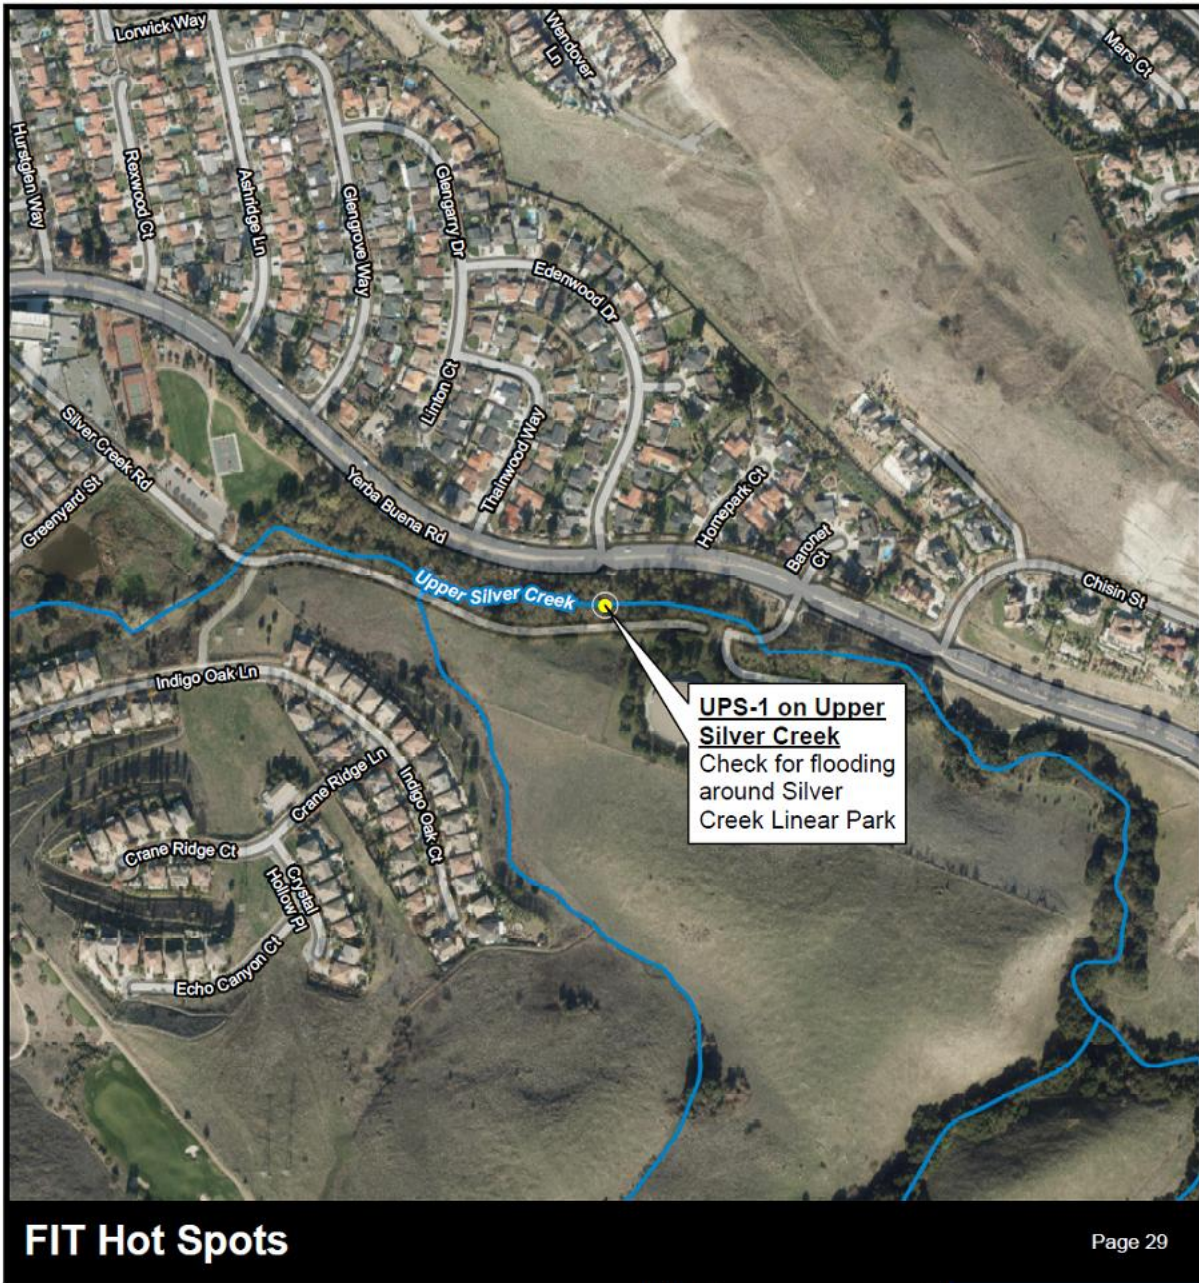 Lorwick Way
Wendover
Ln
Mars Ct
Hurstglen Way
Rexwood Ct
Ashridge Ln
Glengrove Way
Glengarry Dr
Edenwood Dr
Linton Ct
Thainwood Way
Silver Creek Rd
Greenyard St
Yerba Buena Rd
Homepark Ct
Baronet
Ct
Chisin St
Upper Silver Creek
Indigo Oak Ln
UPS-1 on Upper
Silver Creek
Check for flooding
around Silver
Creek Linear Park
Crane Ridge Ln
Indigo Oak Ct
Crane Ridge Ct
Crystal
Hollow Pl
Echo Canyon Ct
FIT Hot Spots
Page 29